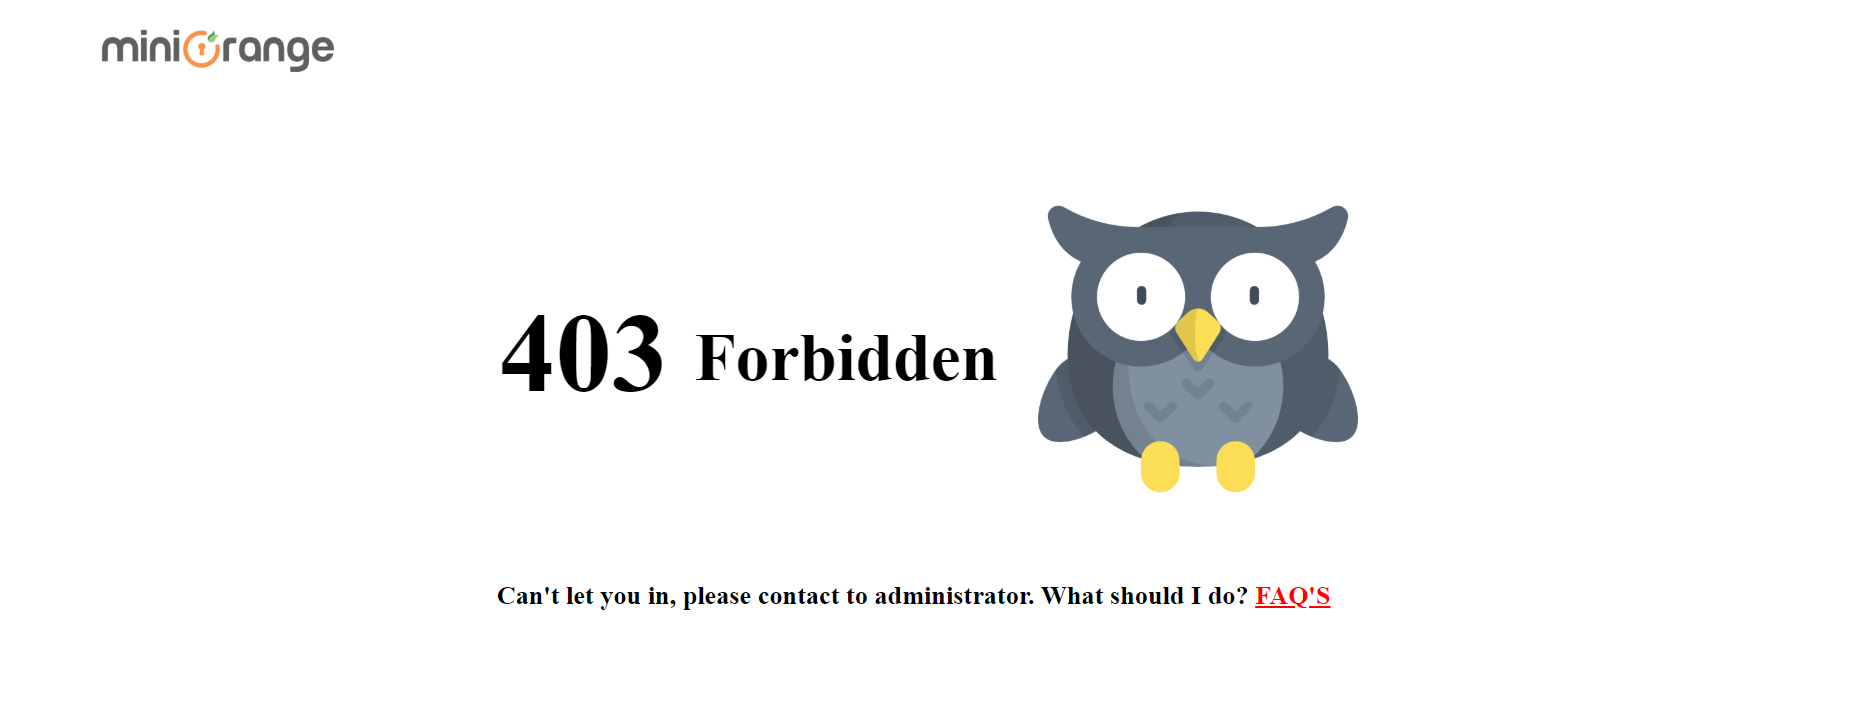 miniOrange
403 Forbidden
Can't let you in, please contact to administrator. What should I do? FAQ'S